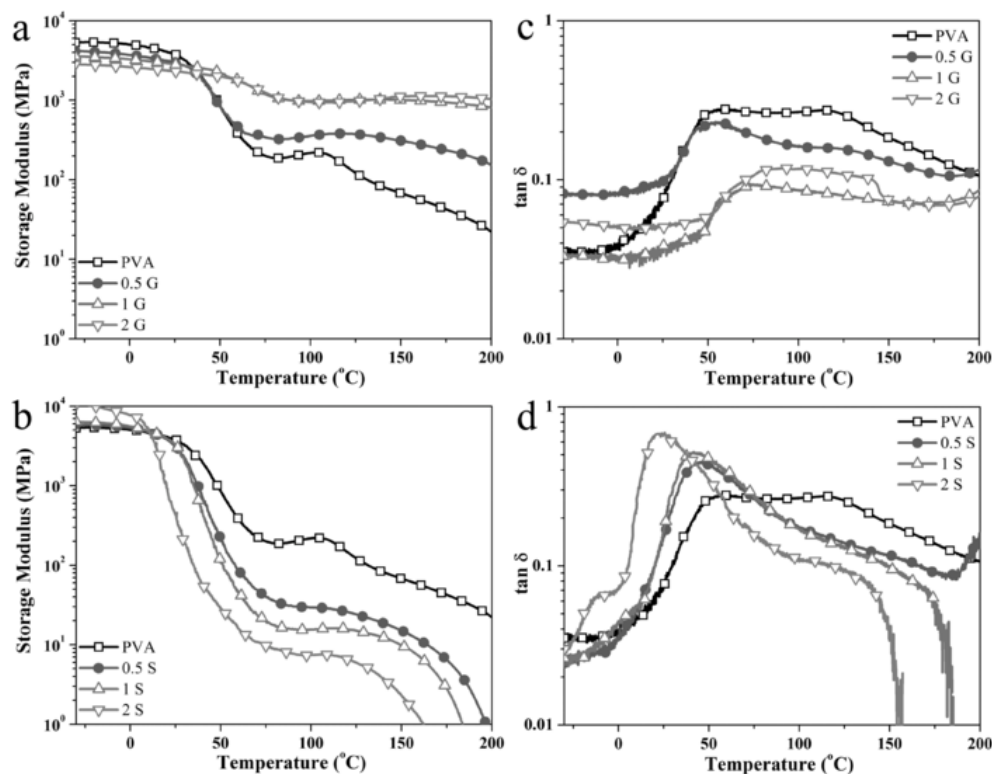 a
10⁴
10³
10²
10¹
10⁰
Storage Modulus (MPa)
PVA
0.5 G
1 G
2 G
0 50 100 150 200
Temperature (°C)
c
1
0.1
0.01
tan δ
PVA
0.5 G
1 G
2 G
0 50 100 150 200
Temperature (°C)
b
10⁴
10³
10²
10¹
10⁰
Storage Modulus (MPa)
PVA
0.5 S
1 S
2 S
0 50 100 150 200
Temperature (°C)
d
1
0.1
0.01
tan δ
PVA
0.5 S
1 S
2 S
0 50 100 150 200
Temperature (°C)